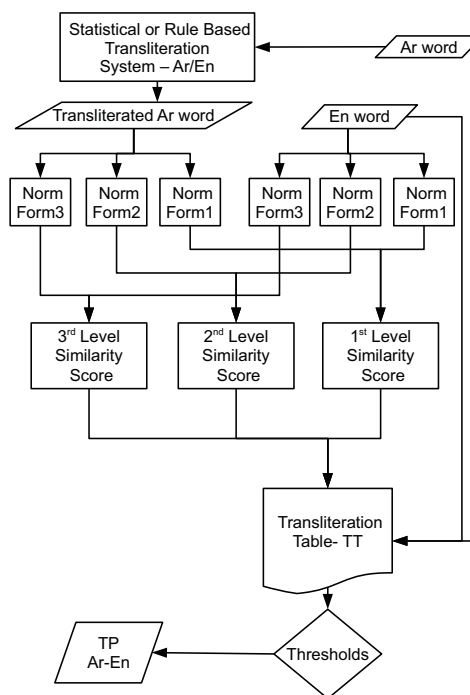 Statistical or Rule Based
Transliteration
System – Ar/En
Ar word
Transliterated Ar word
En word
Norm
Form3
Norm
Form2
Norm
Form1
Norm
Form3
Norm
Form2
Norm
Form1
3rd Level
Similarity
Score
2nd Level
Similarity
Score
1st Level
Similarity
Score
Transliteration
Table- TT
Thresholds
TP
Ar-En